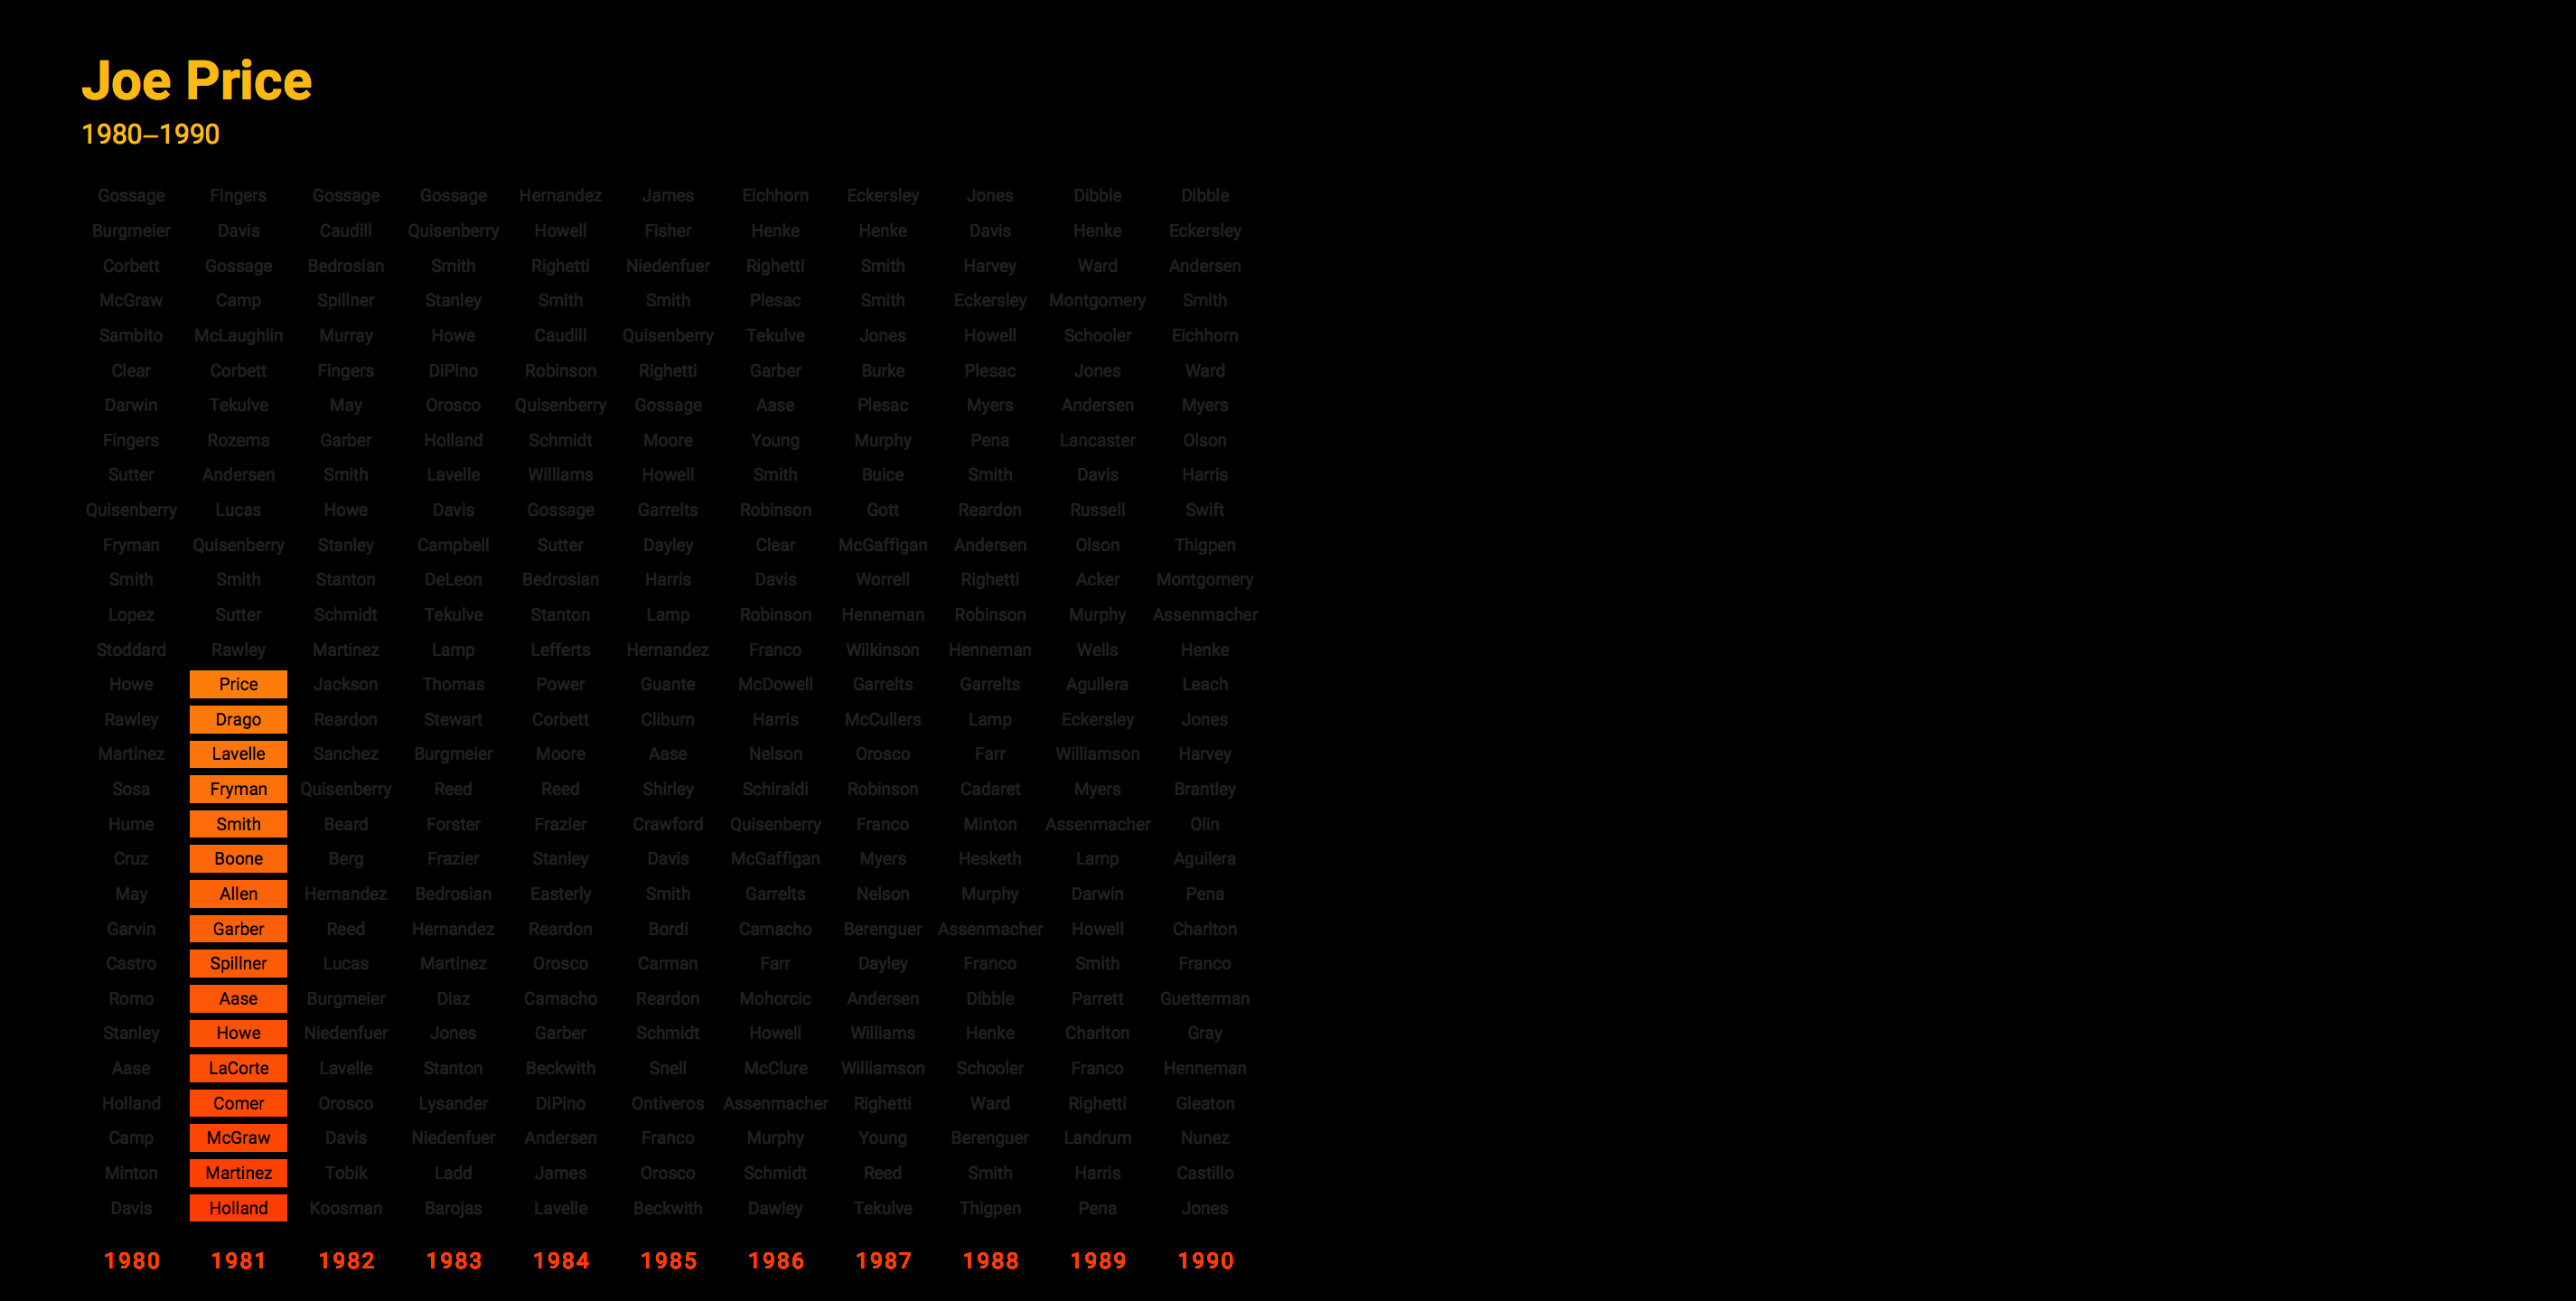 Joe Price
1980–1990
Gossage Fingers Gossage Gossage Hernandez James Eichhorn Eckersley Jones Dibble Dibble
Burgmeier Davis Caudill Quisenberry Howell Fisher Henke Henke Davis Henke Eckersley
Corbett Gossage Bedrosian Smith Righetti Niedenfuer Righetti Smith Harvey Ward Andersen
McGraw Camp Spillner Stanley Smith Smith Plesac Smith Eckersley Montgomery Smith
Sambito McLaughlin Murray Howe Caudill Quisenberry Tekulve Jones Howell Schooler Eichhorn
Clear Corbett Fingers DiPino Robinson Righetti Garber Burke Plesac Jones Ward
Darwin Tekulve May Orosco Quisenberry Gossage Aase Plesac Myers Andersen Myers
Fingers Rozema Garber Holland Schmidt Moore Young Murphy Pena Lancaster Olson
Sutter Andersen Smith Lavelle Williams Howell Smith Buice Smith Davis Harris
Quisenberry Lucas Howe Davis Gossage Garrelts Robinson Gott Reardon Russell Swift
Fryman Quisenberry Stanley Campbell Sutter Dayley Clear McGaffigan Andersen Olson Thigpen
Smith Smith Stanton DeLeon Bedrosian Harris Davis Worrell Righetti Acker Montgomery
Lopez Sutter Schmidt Tekulve Stanton Lamp Robinson Henneman Robinson Murphy Assenmacher
Stoddard Rawley Martinez Lamp Lefferts Hernandez Franco Wilkinson Henneman Wells Henke
Howe Price Jackson Thomas Power Guante McDowell Garrelts Garrelts Aguilera Leach
Rawley Drago Reardon Stewart Corbett Cliburn Harris McCullers Lamp Eckersley Jones
Martinez Lavelle Sanchez Burgmeier Moore Aase Nelson Orosco Farr Williamson Harvey
Sosa Fryman Quisenberry Reed Reed Shirley Schiraldi Robinson Cadaret Myers Brantley
Hume Smith Beard Forster Frazier Crawford Quisenberry Franco Minton Assenmacher Olin
Cruz Boone Berg Frazier Stanley Davis McGaffigan Myers Hesketh Lamp Aguilera
May Allen Hernandez Bedrosian Easterly Smith Garrelts Nelson Murphy Darwin Pena
Garvin Garber Reed Hernandez Reardon Bordi Camacho Berenguer Assenmacher Howell Charlton
Castro Spillner Lucas Martinez Orosco Carman Farr Dayley Franco Smith Franco
Romo Aase Burgmeier Diaz Camacho Reardon Mohorcic Andersen Dibble Parrett Guetterman
Stanley Howe Niedenfuer Jones Garber Schmidt Howell Williams Henke Charlton Gray
Aase LaCorte Lavelle Stanton Beckwith Snell McClure Williamson Schooler Franco Henneman
Holland Comer Orosco Lysander DiPino Ontiveros Assenmacher Righetti Ward Righetti Gleaton
Camp McGraw Davis Niedenfuer Andersen Franco Murphy Young Berenguer Landrum Nunez
Minton Martinez Tobik Ladd James Orosco Schmidt Reed Smith Harris Castillo
Davis Holland Koosman Barojas Lavelle Beckwith Dawley Tekulve Thigpen Pena Jones
1980 1981 1982 1983 1984 1985 1986 1987 1988 1989 1990